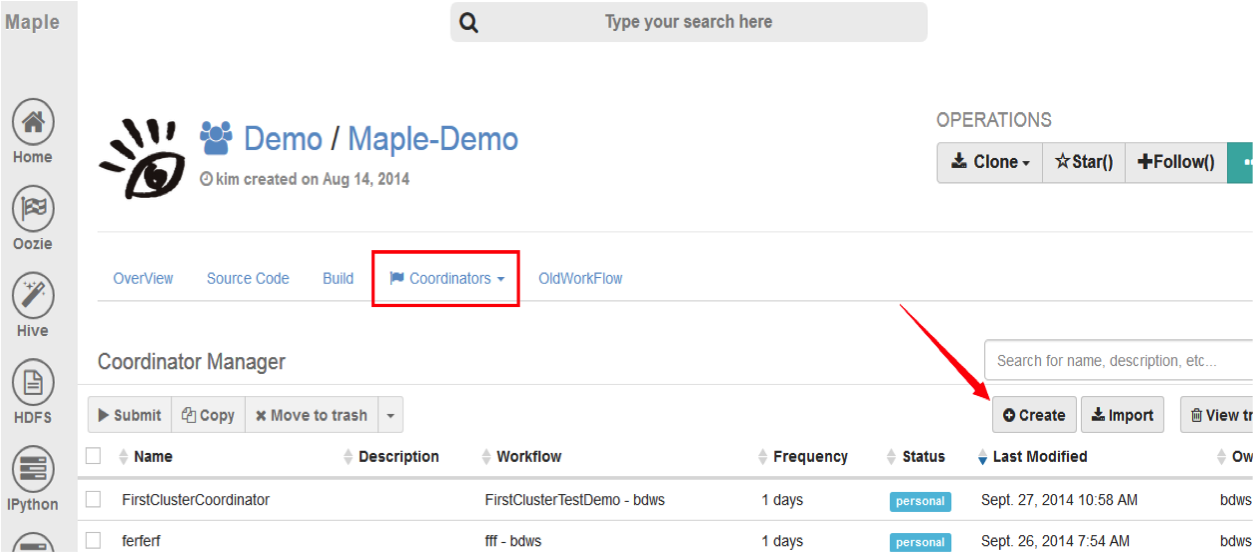 Maple
Type your search here
Home
Oozie
Hive
HDFS
IPython
Demo / Maple-Demo
kim created on Aug 14, 2014
OPERATIONS
Clone
Star()
Follow()
OverView Source Code Build Coordinators OldWorkFlow
Coordinator Manager
Search for name, description, etc...
Submit Copy Move to trash
Create Import View tr
Name Description Workflow Frequency Status Last Modified Ow
FirstClusterCoordinator FirstClusterTestDemo - bdws 1 days personal Sept. 27, 2014 10:58 AM bdws
ferferf fff - bdws 1 days personal Sept. 26, 2014 7:54 AM bdws